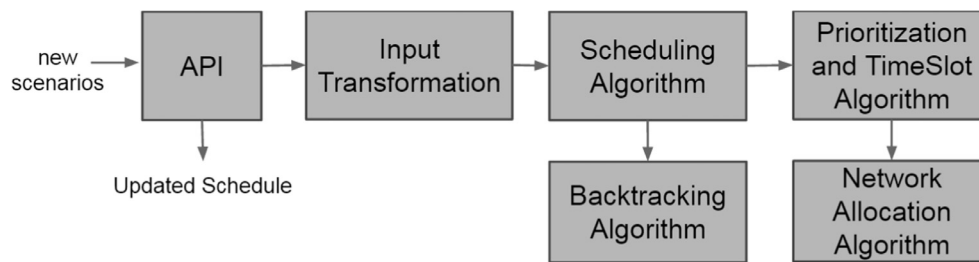 new
scenarios
API
Input
Transformation
Scheduling
Algorithm
Prioritization
and TimeSlot
Algorithm
Updated Schedule
Backtracking
Algorithm
Network
Allocation
Algorithm